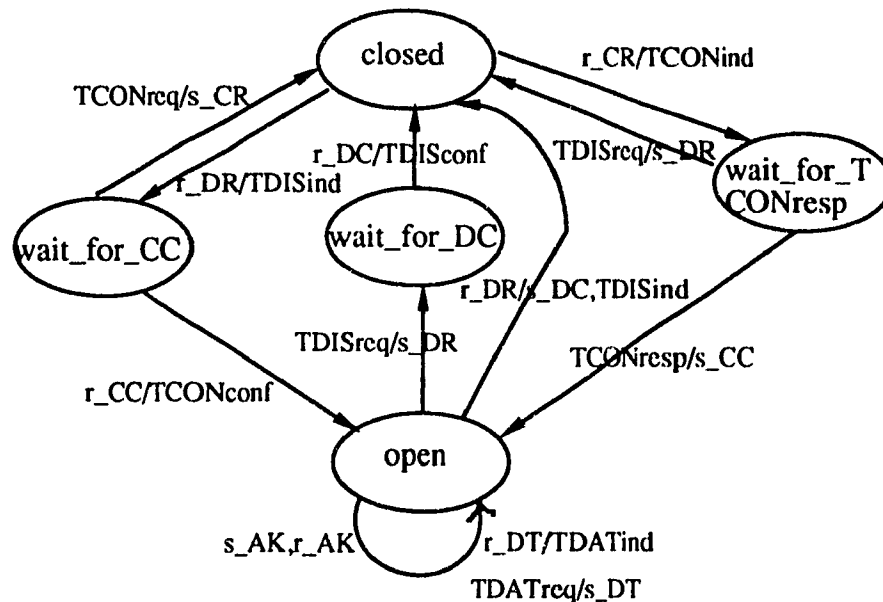 closed
r_CR/TCONind
TCONreq/s_CR
r_DC/TDISconf
TDISreq/s_DR
wait_for_T
CONresp
r_DR/TDISind
wait_for_CC
wait_for_DC
r_DR/s_DC,TDISind
TDISreq/s_DR
TCONresp/s_CC
r_CC/TCONconf
open
s_AK,r_AK
r_DT/TDATind
TDATreq/s_DT